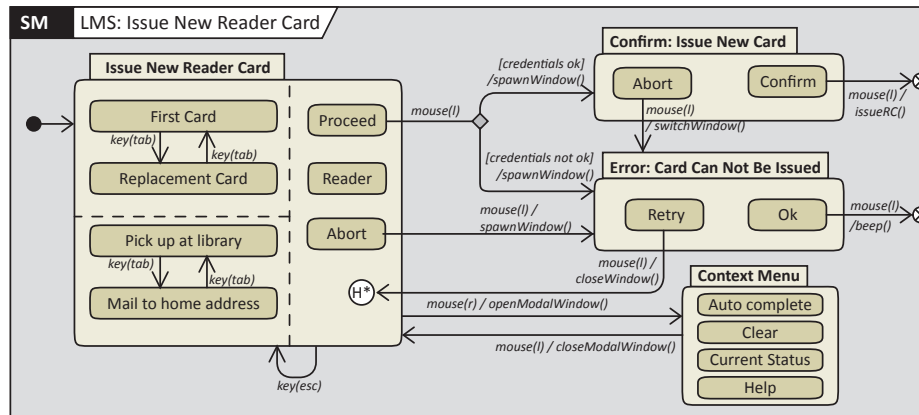 SM LMS: Issue New Reader Card
Issue New Reader Card
First Card
key(tab) key(tab)
Replacement Card
Pick up at library
key(tab) key(tab)
Mail to home address
Proceed
Reader
Abort
H*
key(esc)
mouse(l)
[credentials ok]
/spawnWindow()
[credentials not ok]
/spawnWindow()
mouse(l) /
spawnWindow()
Confirm: Issue New Card
Abort
Confirm
mouse(l)
/ switchWindow()
mouse(l) /
issueRC()
Error: Card Can Not Be Issued
Retry
Ok
mouse(l)
/beep()
mouse(l) /
closeWindow()
mouse(r) / openModalWindow()
mouse(l) / closeModalWindow()
Context Menu
Auto complete
Clear
Current Status
Help